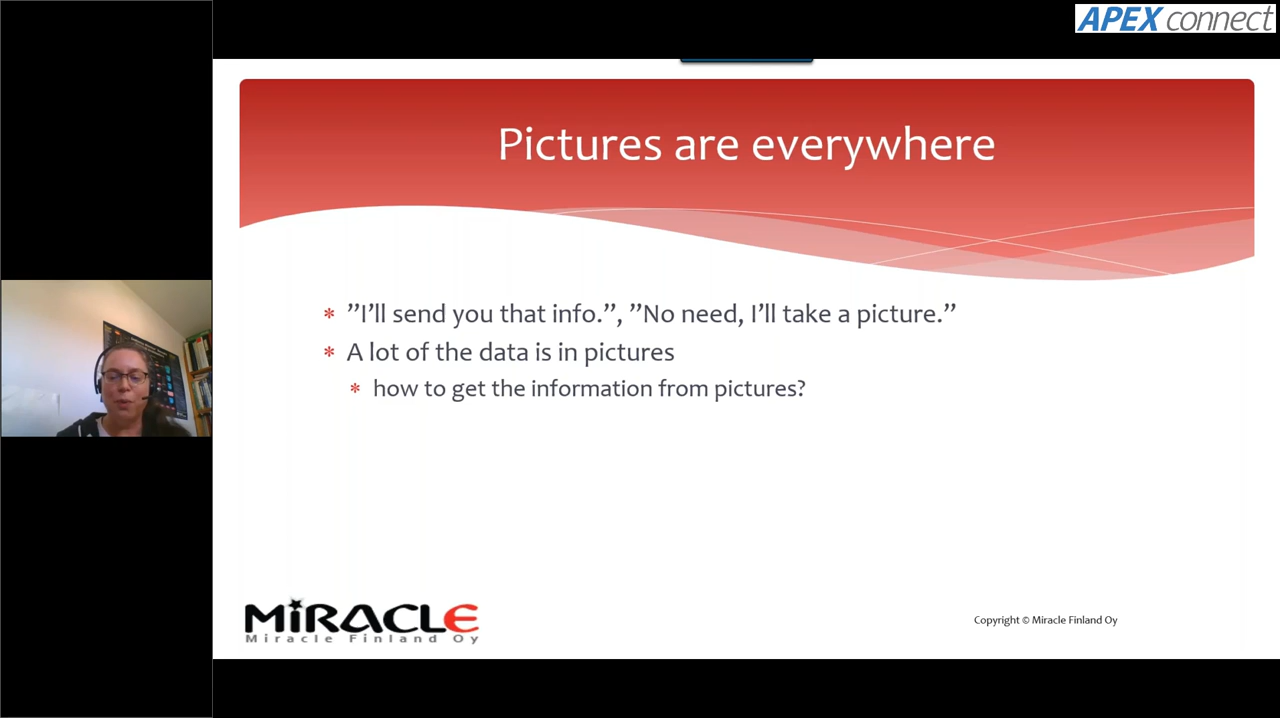 APEX connect
Pictures are everywhere
* ”I’ll send you that info.”, ”No need, I’ll take a picture.”
* A lot of the data is in pictures
* how to get the information from pictures?
MiRACLE
Miracle Finland Oy
Copyright © Miracle Finland Oy